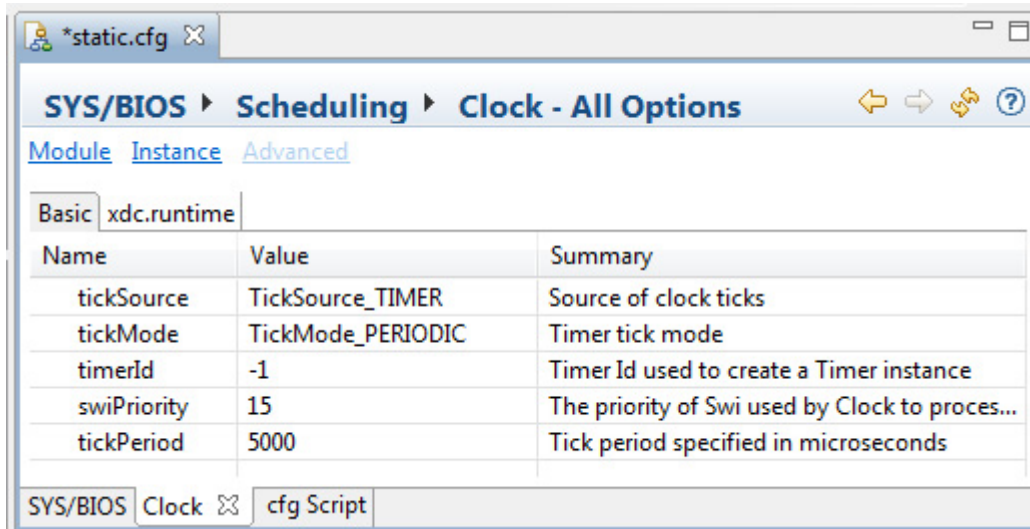 *static.cfg
SYS/BIOS Scheduling Clock - All Options
Module Instance Advanced
Basic xdc.runtime
Name Value Summary
tickSource TickSource_TIMER Source of clock ticks
tickMode TickMode_PERIODIC Timer tick mode
timerId -1 Timer Id used to create a Timer instance
swiPriority 15 The priority of Swi used by Clock to proces...
tickPeriod 5000 Tick period specified in microseconds
SYS/BIOS Clock cfg Script